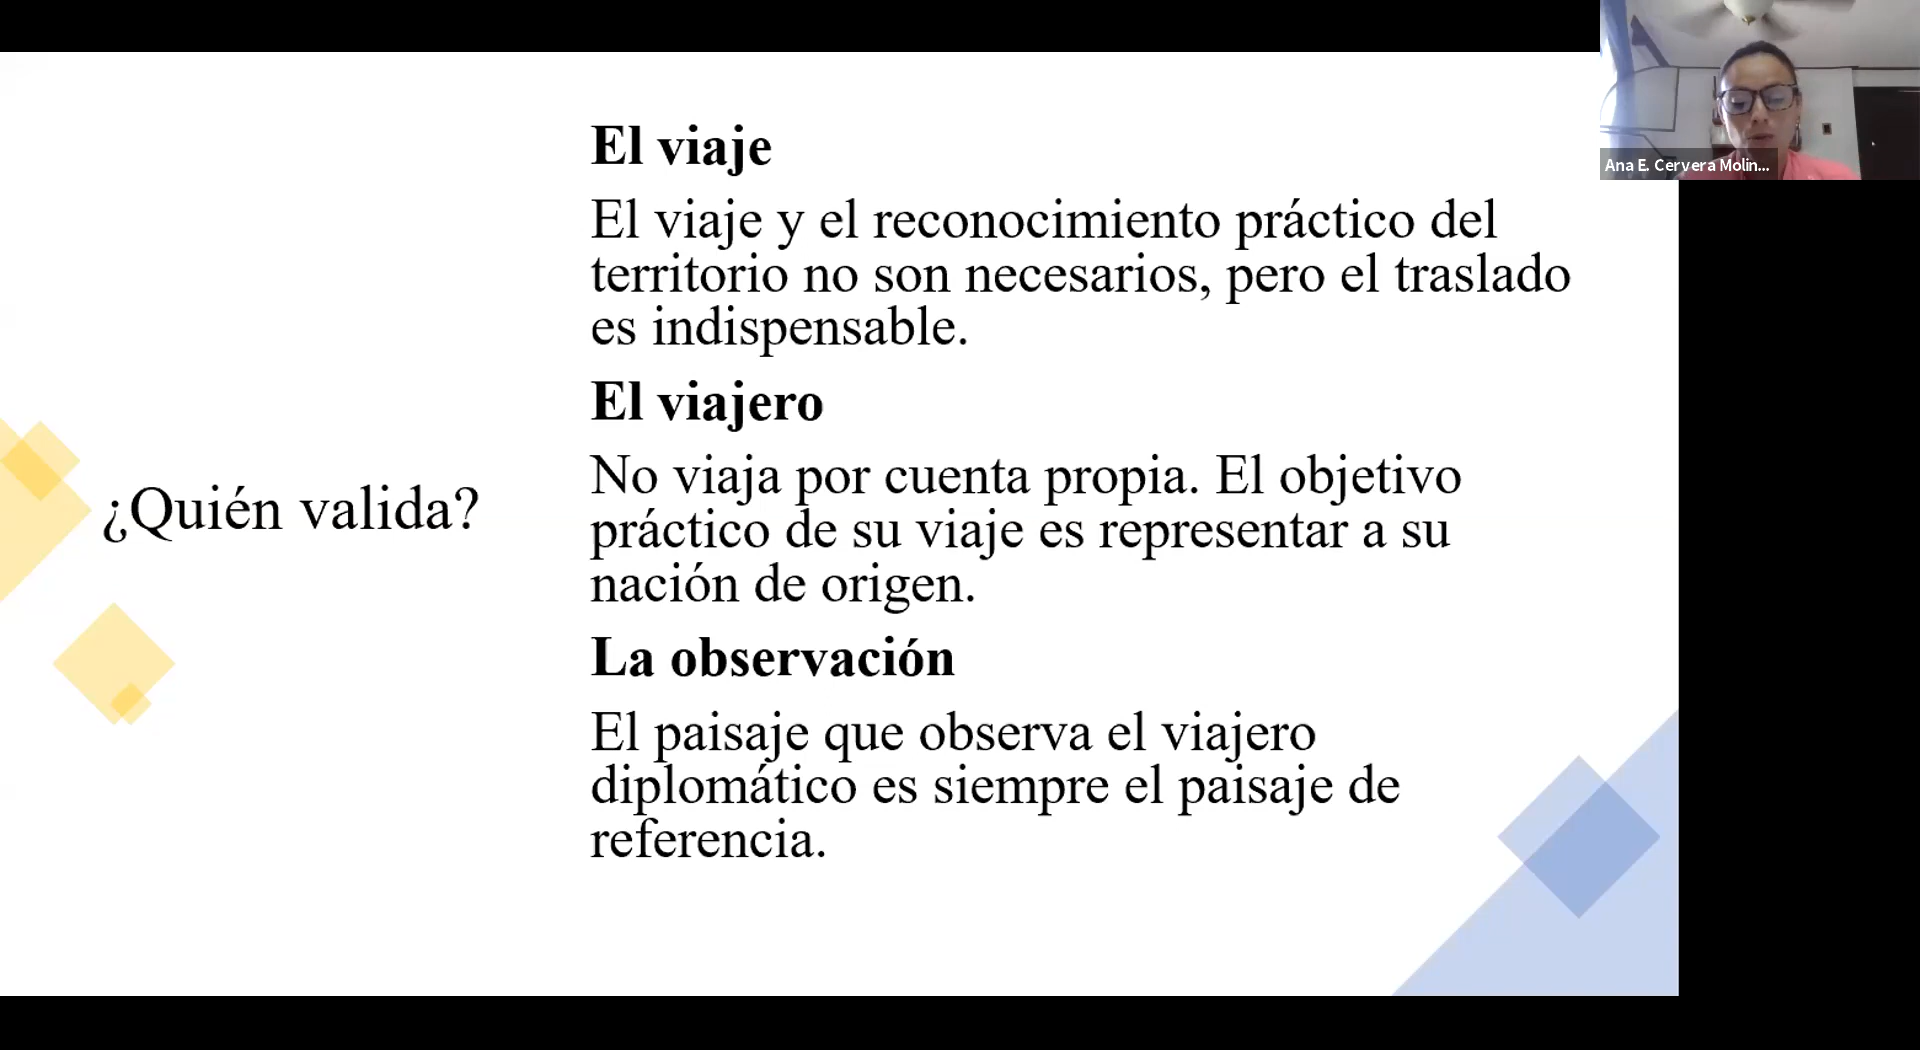 El viaje
El viaje y el reconocimiento práctico del
territorio no son necesarios, pero el traslado
es indispensable.
El viajero
¿Quién valida?
No viaja por cuenta propia. El objetivo
práctico de su viaje es representar a su
nación de origen.
La observación
El paisaje que observa el viajero
diplomático es siempre el paisaje de
referencia.
Ana E. Cervera Molin...